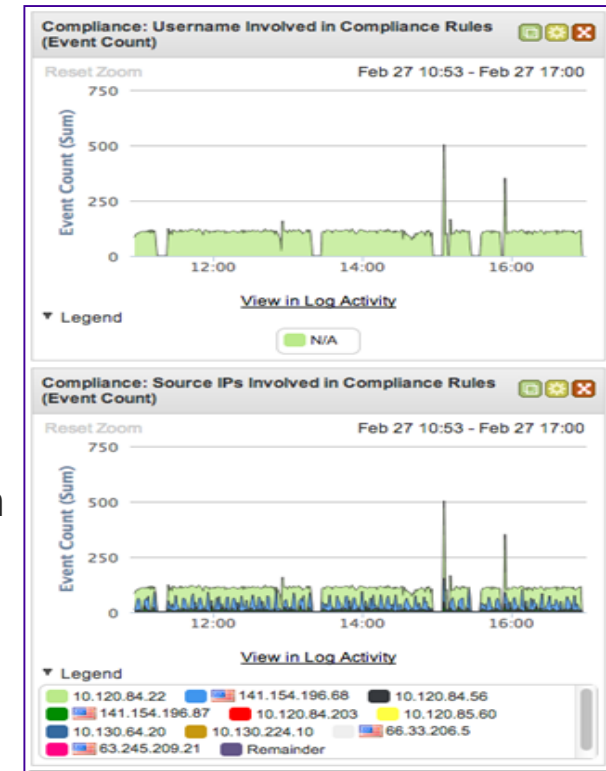 Compliance: Username Involved in Compliance Rules
(Event Count)
Reset Zoom
Feb 27 10:53 - Feb 27 17:00
Event Count (Sum)
750
500
250
0
12:00
14:00
16:00
View in Log Activity
▼ Legend
N/A
Compliance: Source IPs Involved in Compliance Rules
(Event Count)
Reset Zoom
Feb 27 10:53 - Feb 27 17:00
Event Count (Sum)
750
500
250
0
12:00
14:00
16:00
View in Log Activity
▼ Legend
10.120.84.22 141.154.196.68 10.120.84.56
141.154.196.87 10.120.84.203 10.120.85.60
10.130.64.20 10.130.224.10 66.33.206.5
63.245.209.21 Remainder